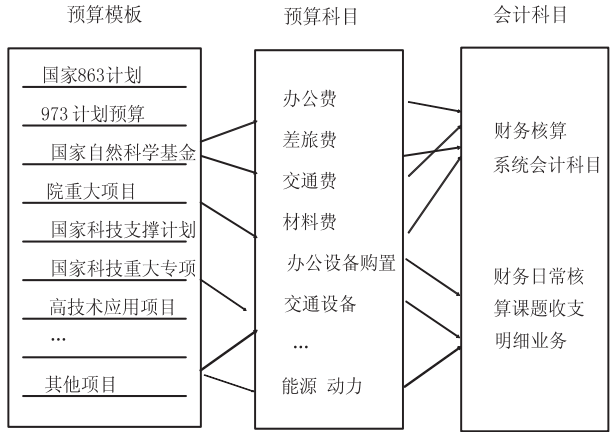 预算模板
预算科目
会计科目
国家863计划
973计划预算
国家自然科学基金
院重大项目
国家科技支撑计划
国家科技重大专项
高技术应用项目
…
其他项目
办公费
差旅费
交通费
材料费
办公设备购置
交通设备
…
能源 动力
财务核算
系统会计科目
财务日常核
算课题收支
明细业务